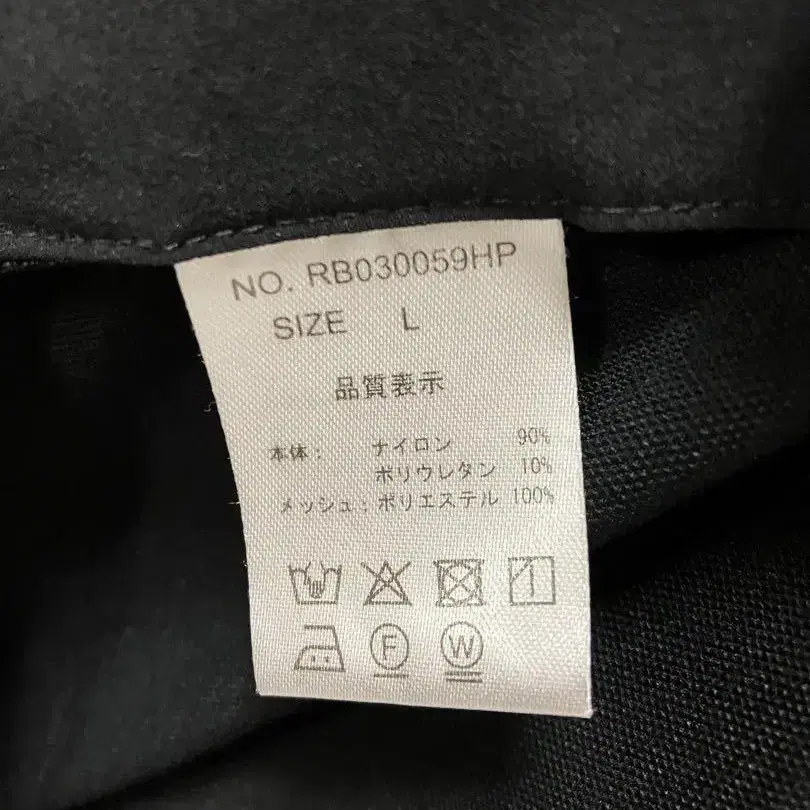 NO. RB030059HP
SIZE L
品質表示
本体： ナイロン 90%
ポリウレタン 10%
メッシュ：ポリエステル 100%
F W